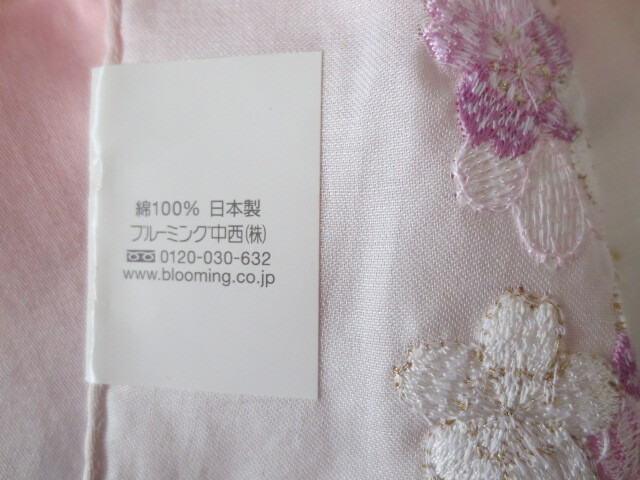 綿100% 日本製
ブルーミング中西(株)
0120-030-632
www.blooming.co.jp